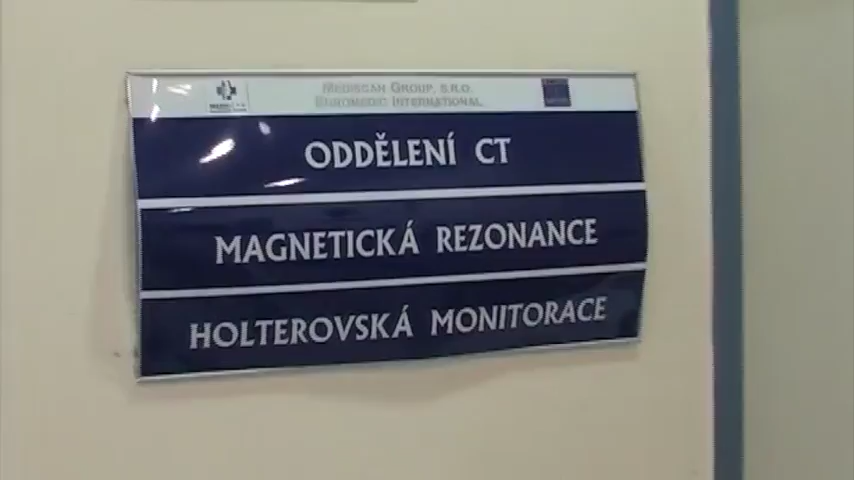 MEDISCAN GROUP, S.R.O.
EUROMEDIC INTERNATIONAL
ODDĚLENÍ CT
MAGNETICKÁ REZONANCE
HOLTEROVSKÁ MONITORACE